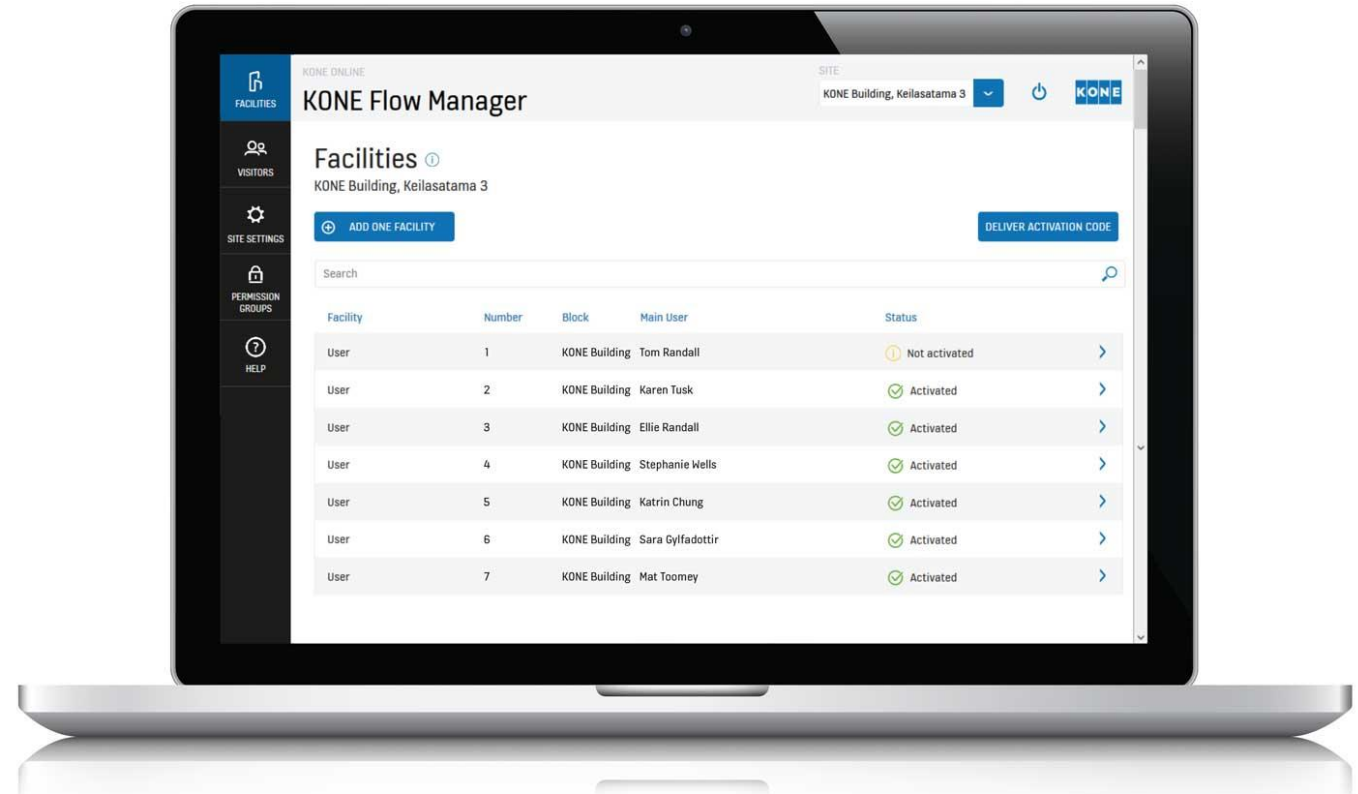 KONE ONLINE
KONE Flow Manager
SITE
KONE Building, Keilasatama 3
KONE
FACILITIES
VISITORS
SITE SETTINGS
PERMISSION
GROUPS
HELP
Facilities
KONE Building, Keilasatama 3
ADD ONE FACILITY
DELIVER ACTIVATION CODE
Search
Facility Number Block Main User Status
User 1 KONE Building Tom Randall Not activated
User 2 KONE Building Karen Tusk Activated
User 3 KONE Building Ellie Randall Activated
User 4 KONE Building Stephanie Wells Activated
User 5 KONE Building Katrin Chung Activated
User 6 KONE Building Sara Gylfadottir Activated
User 7 KONE Building Mat Toomey Activated